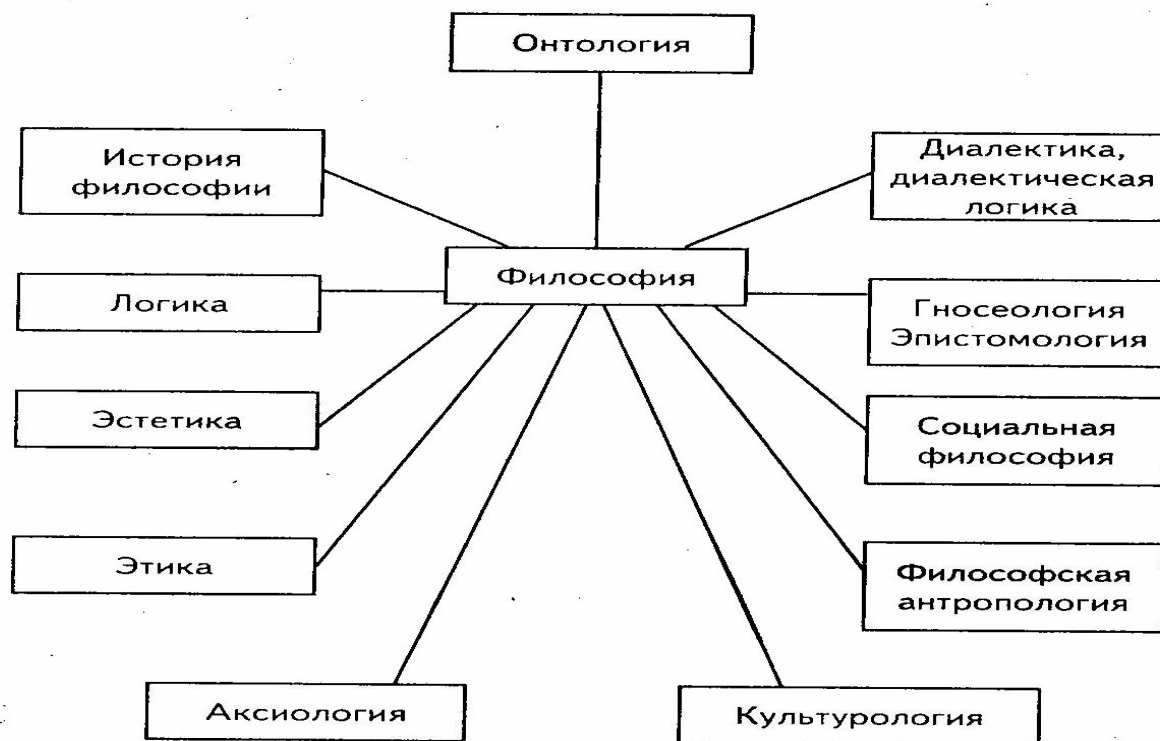 Онтология
История
философии
Диалектика,
диалектическая
логика
Философия
Логика
Гносеология
Эпистомология
Эстетика
Социальная
философия
Этика
Философская
антропология
Аксиология
Культурология